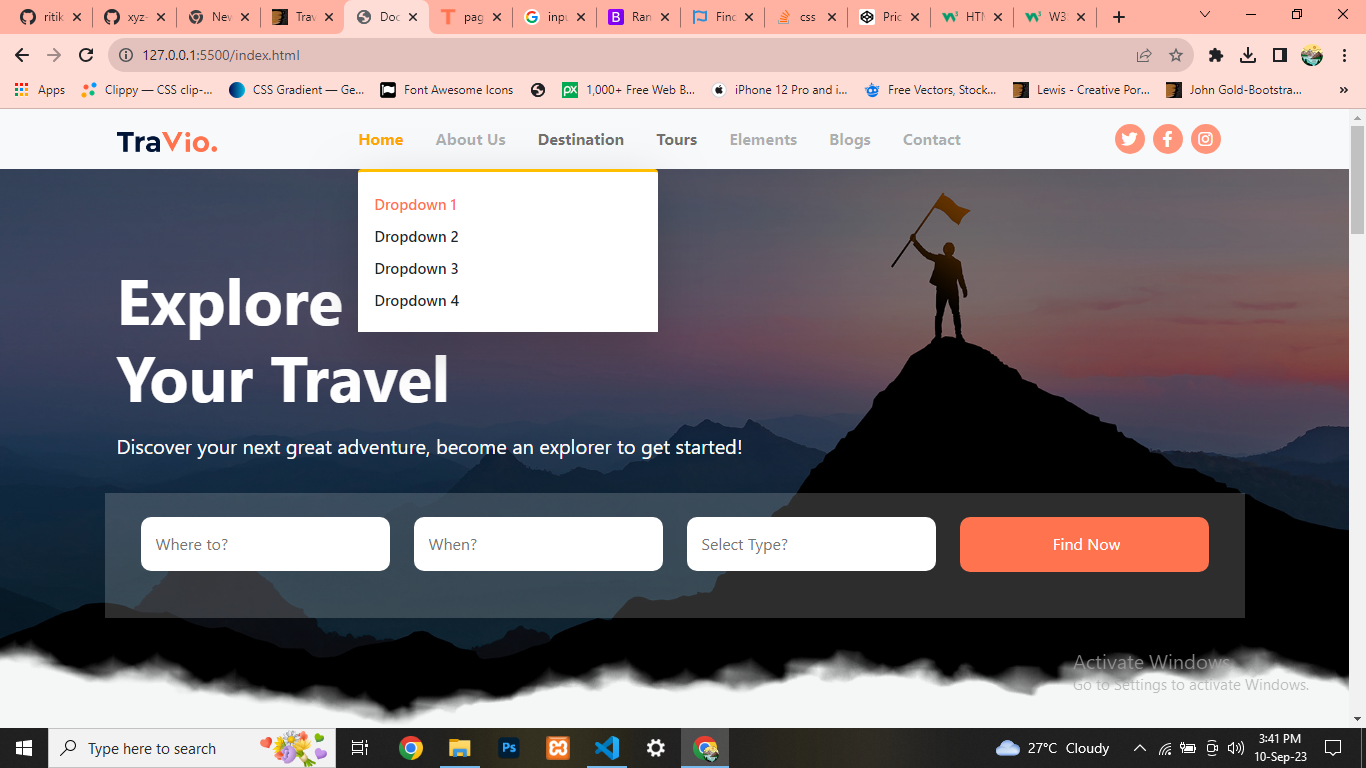 ritik
xyz-
New
Trav
Doc
pag
inpu
Ran
Finc
css
Pric
HTM
W3
127.0.0.1:5500/index.html
Apps
Clippy — CSS clip-...
CSS Gradient — Ge...
Font Awesome Icons
1,000+ Free Web B...
iPhone 12 Pro and i...
Free Vectors, Stock...
Lewis - Creative Por...
John Gold-Bootstra...
»
TraVio.
Home
About Us
Destination
Tours
Elements
Blogs
Contact
Dropdown 1
Dropdown 2
Dropdown 3
Dropdown 4
Explore
Your Travel
Discover your next great adventure, become an explorer to get started!
Where to?
When?
Select Type?
Find Now
Activate Windows
Go to Settings to activate Windows.
Type here to search
Ps
27°C Cloudy
3:41 PM
10-Sep-23